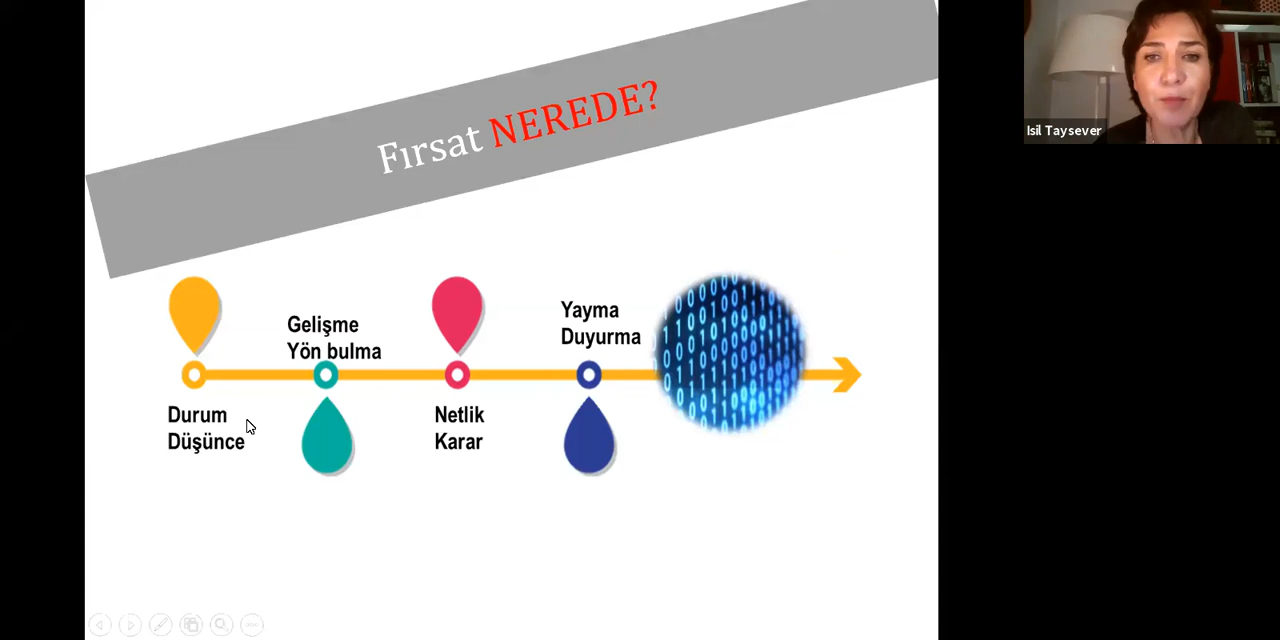 Fırsat NEREDE?
Isil Taysever
Gelişme
Yön bulma
Yayma
Duyurma
Durum
Düşünce
Netlik
Karar